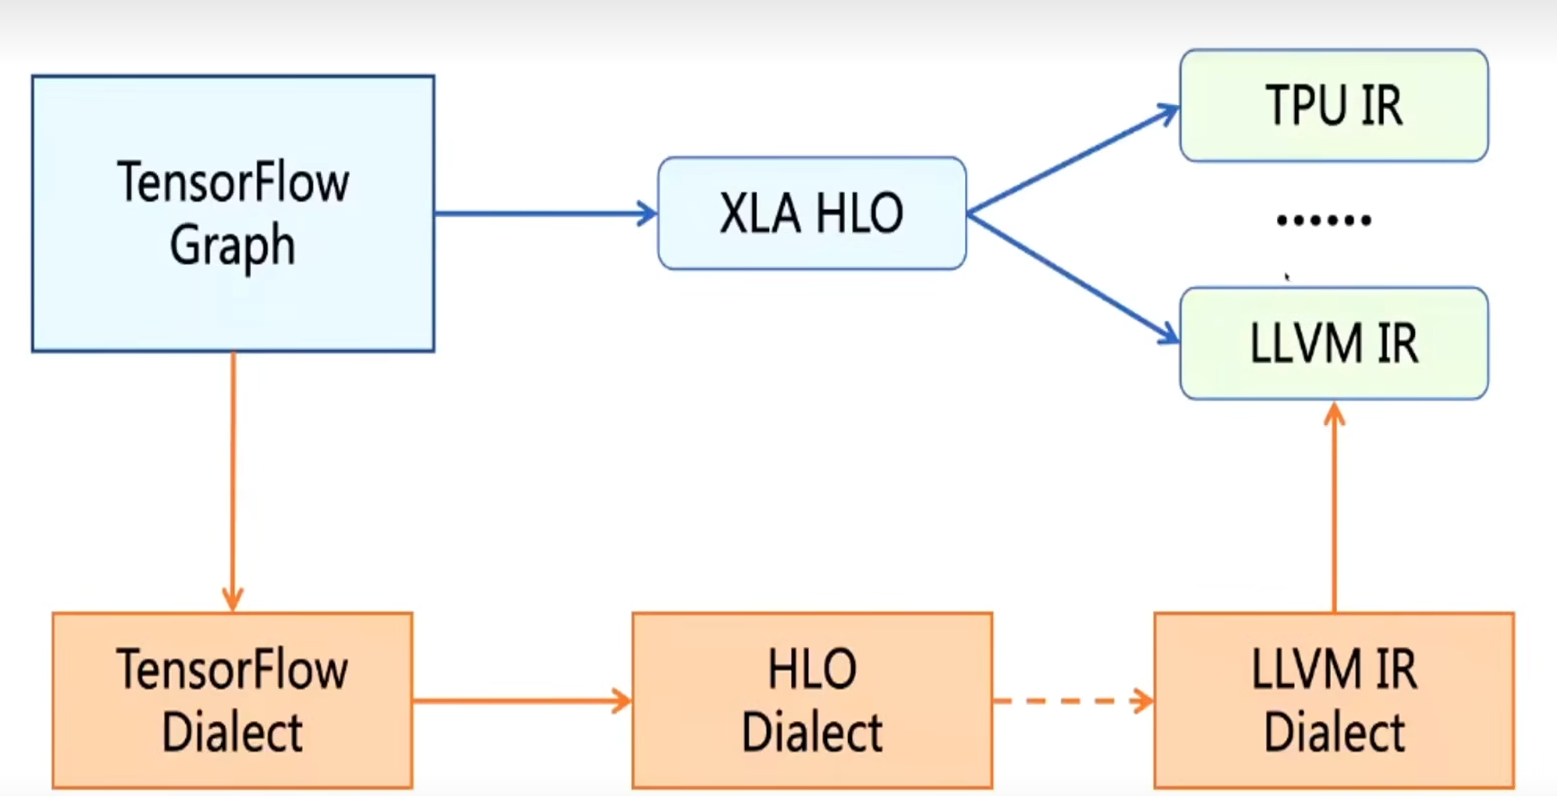 TensorFlow
Graph
XLA HLO
TPU IR
......
LLVM IR
TensorFlow
Dialect
HLO
Dialect
LLVM IR
Dialect